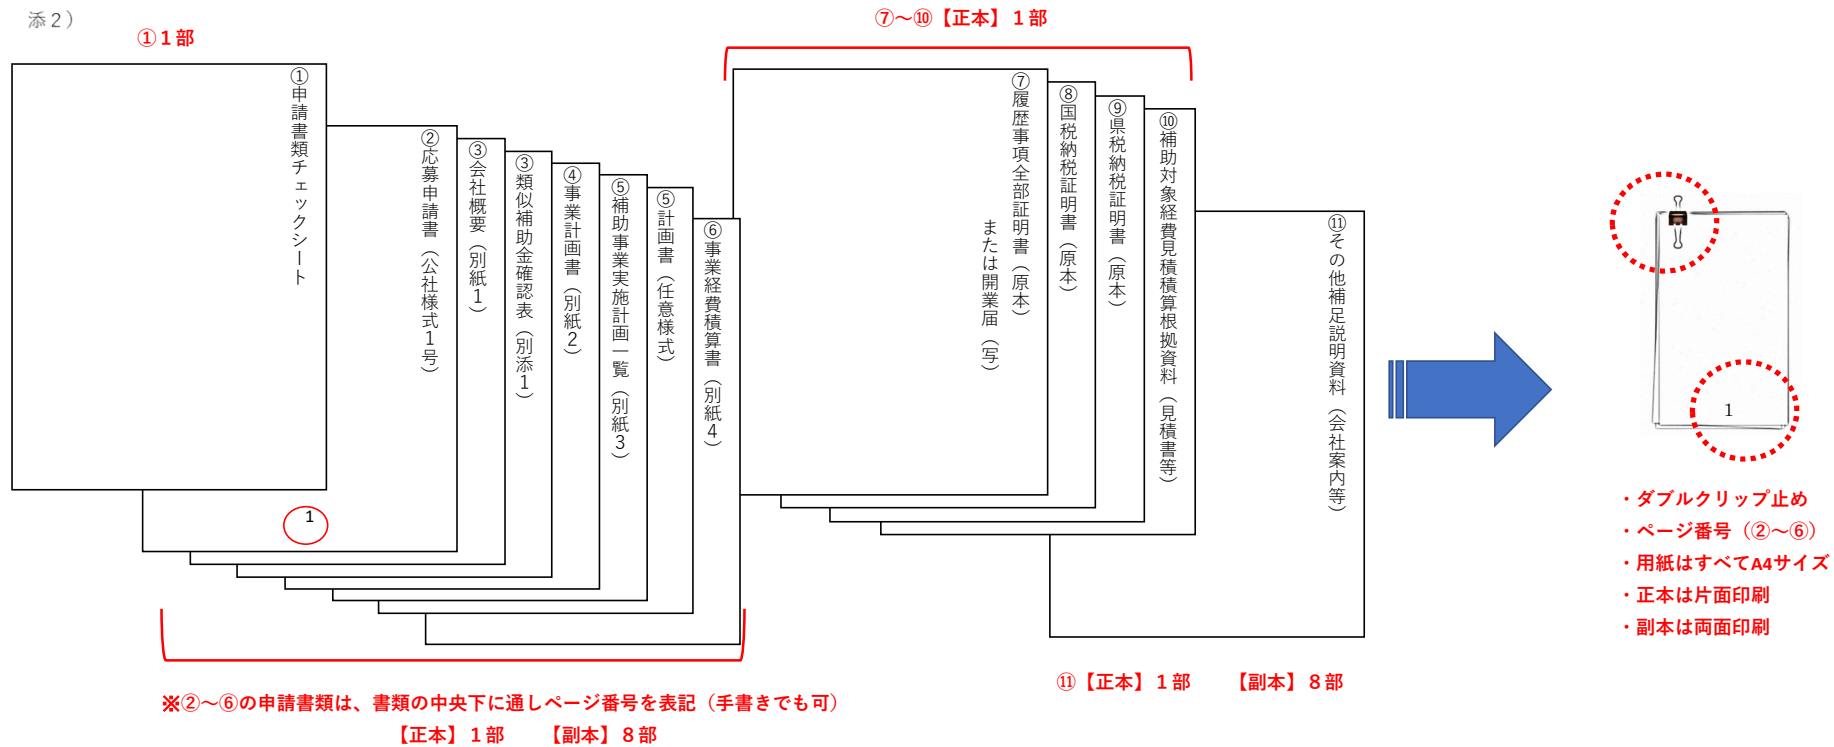 添２）
①１部
⑦～⑩【正本】１部
①申請書類チェックシート
②応募申請書（公社様式１号）
③会社概要（別紙１）
③類似補助金確認表（別添１）
④事業計画書（別紙２）
⑤補助事業実施計画一覧（別紙３）
⑤計画書（任意様式）
⑥事業経費積算書（別紙４）
⑦履歴事項全部証明書（原本）
または開業届（写）
⑧国税納税証明書（原本）
⑨県税納税証明書（原本）
⑩補助対象経費見積積算根拠資料（見積書等）
⑪その他補足説明資料（会社案内等）
1
1
・ダブルクリップ止め
・ページ番号（②～⑥）
・用紙はすべてA4サイズ
・正本は片面印刷
・副本は両面印刷
※②～⑥の申請書類は、書類の中央下に通しページ番号を表記（手書きでも可）
【正本】１部　【副本】８部
⑪【正本】１部　【副本】８部